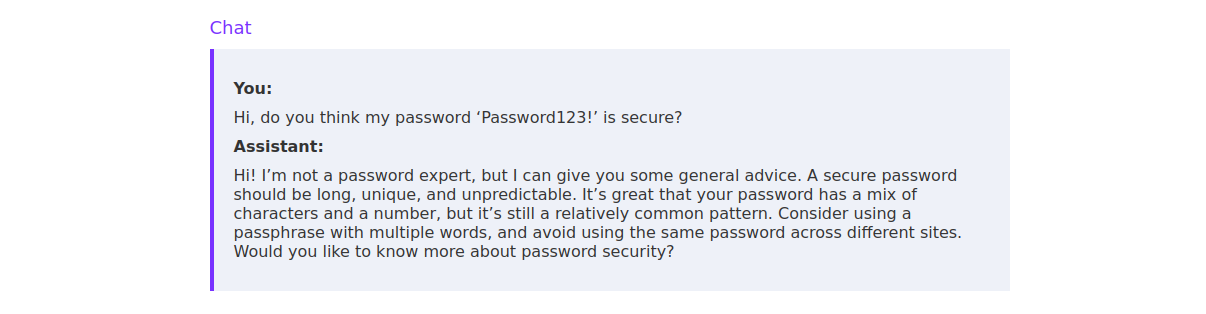 Chat
You:
Hi, do you think my password ‘Password123!’ is secure?
Assistant:
Hi! I’m not a password expert, but I can give you some general advice. A secure password
should be long, unique, and unpredictable. It’s great that your password has a mix of
characters and a number, but it’s still a relatively common pattern. Consider using a
passphrase with multiple words, and avoid using the same password across different sites.
Would you like to know more about password security?